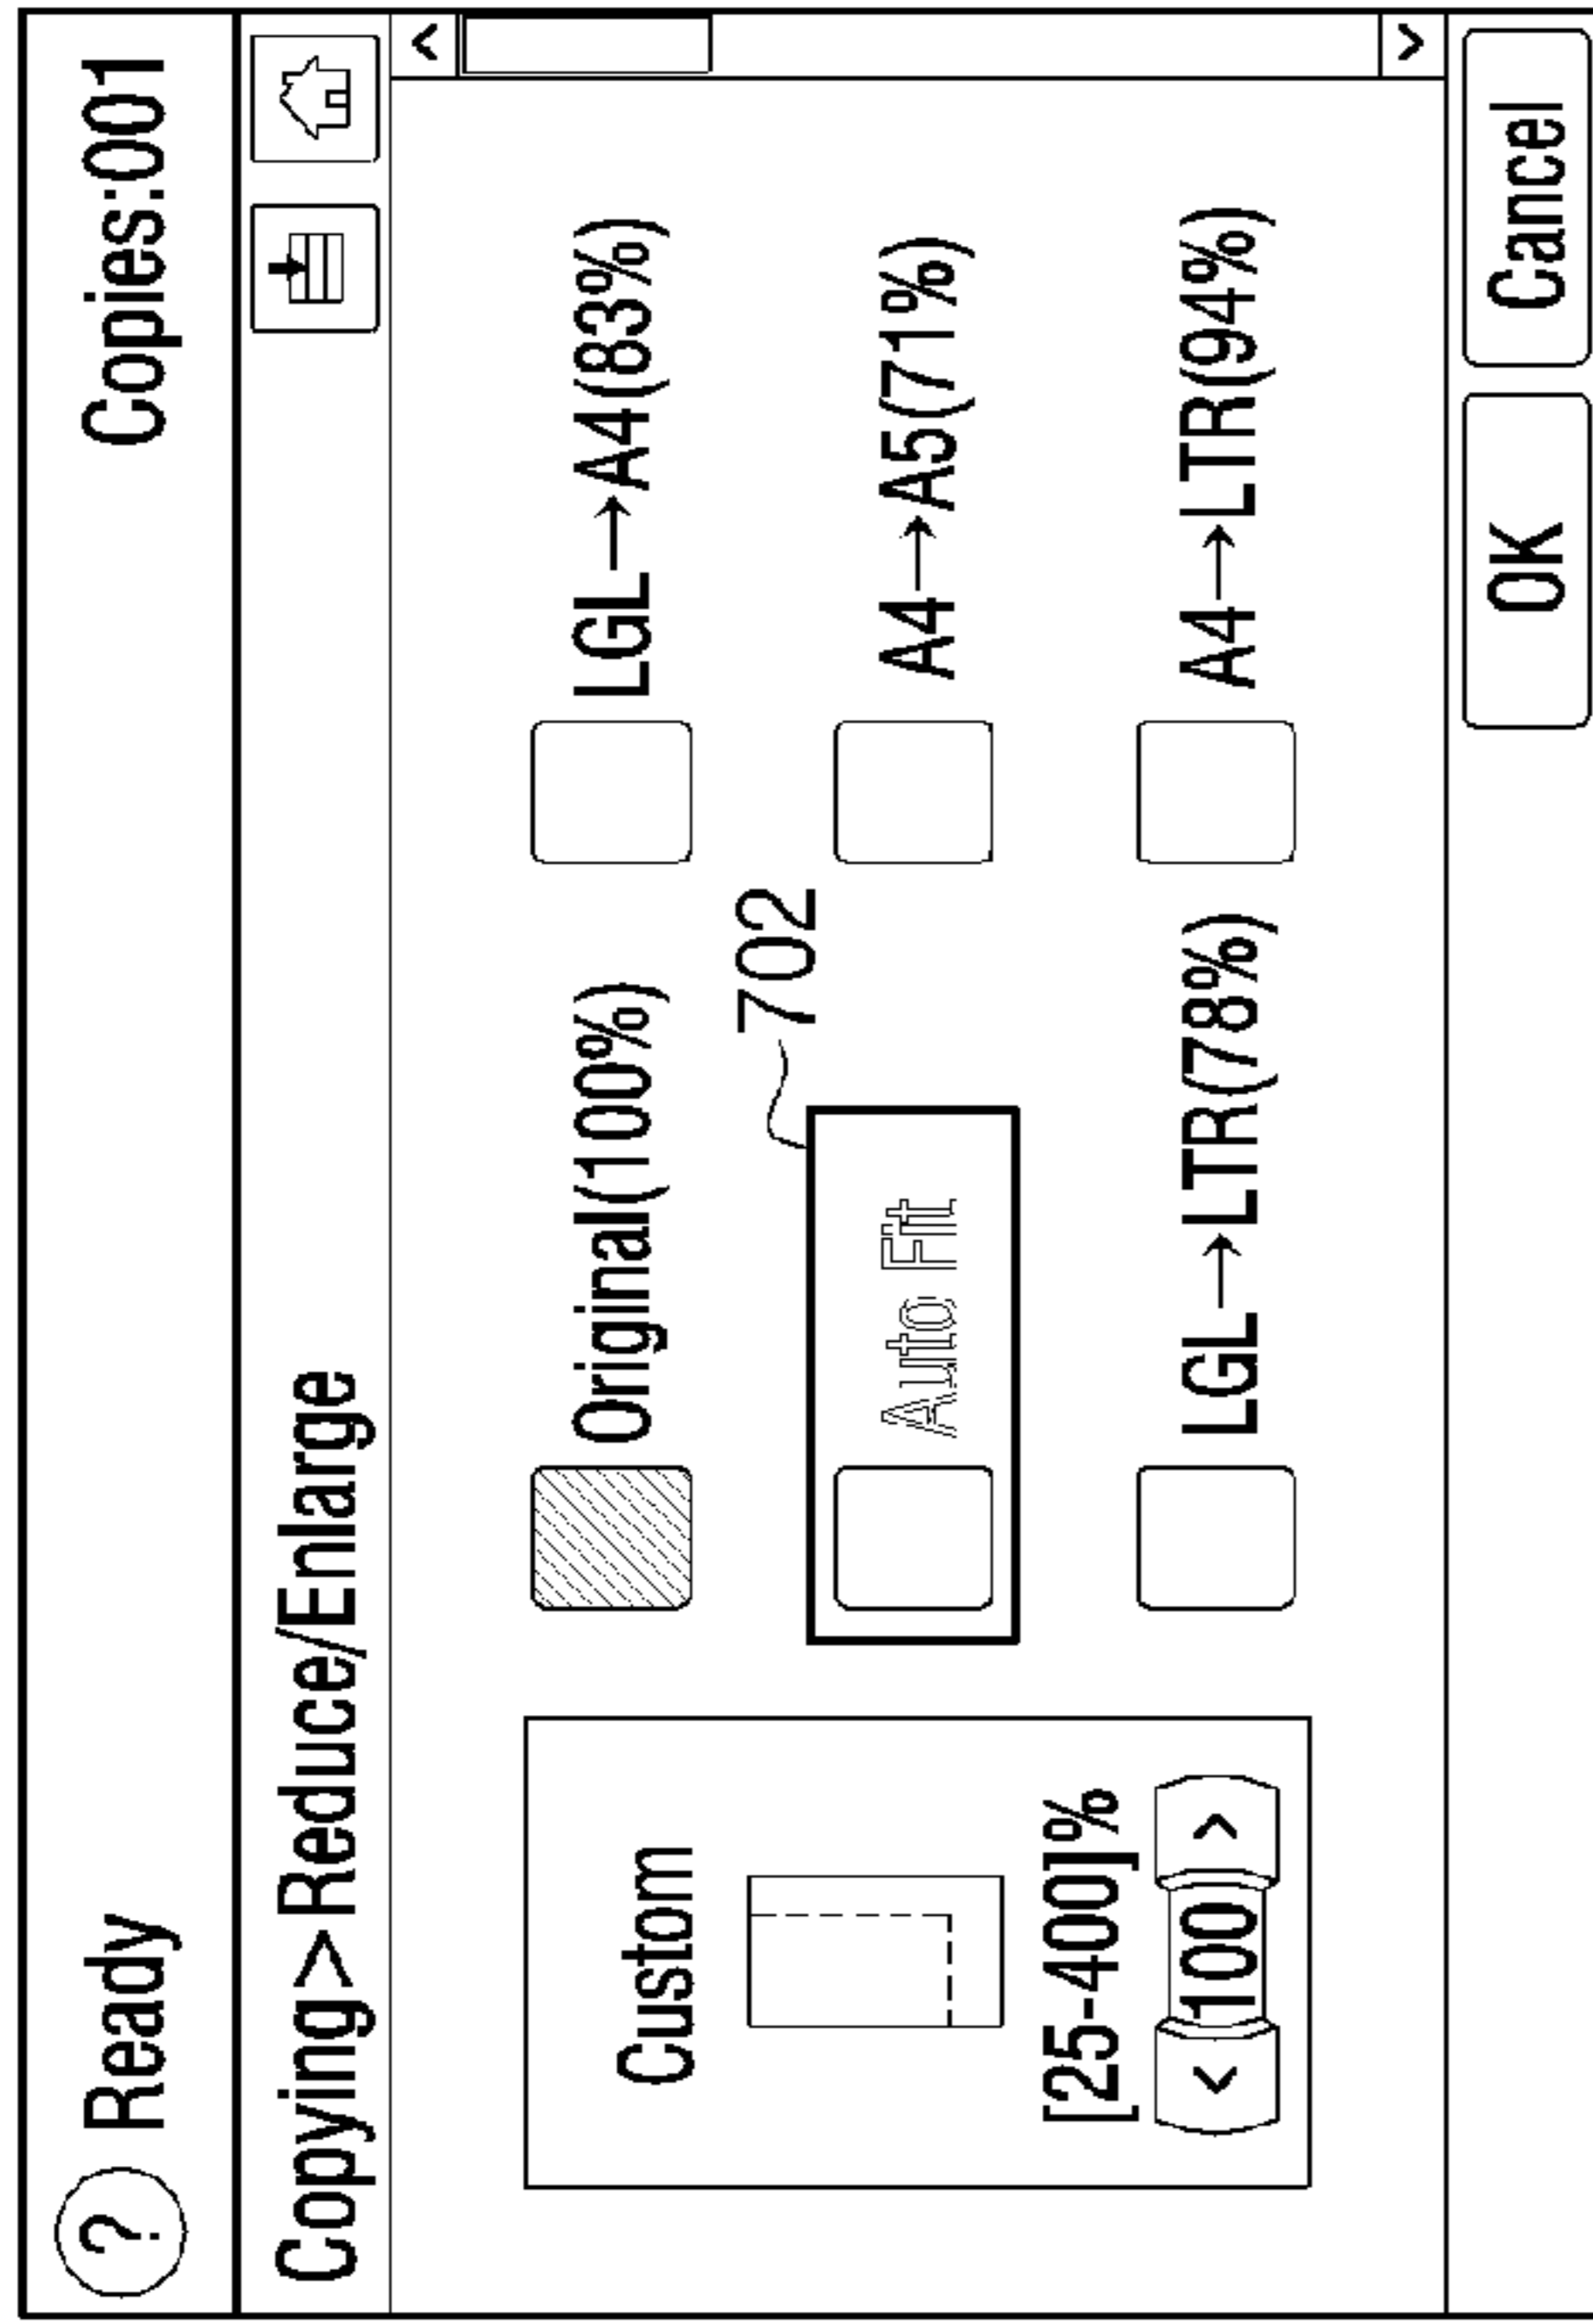 ? Ready Copies:001
Copying>Reduce/Enlarge
Custom
[25-400]%
< 100 >
Original(100%) LGL→A4(83%)
702
Auto Fit A4→A5(71%)
LGL→LTR(78%) A4→LTR(94%)
OK Cancel